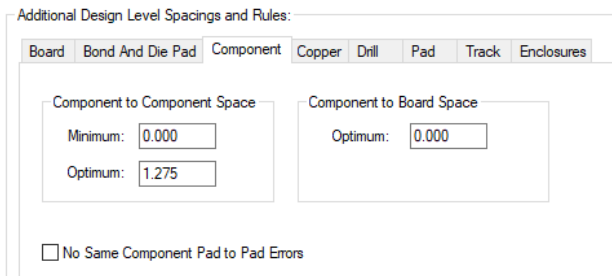 Additional Design Level Spacings and Rules:
Board Bond And Die Pad Component Copper Drill Pad Track Enclosures
Component to Component Space Component to Board Space
Minimum: 0.000 Optimum: 0.000
Optimum: 1.275
No Same Component Pad to Pad Errors